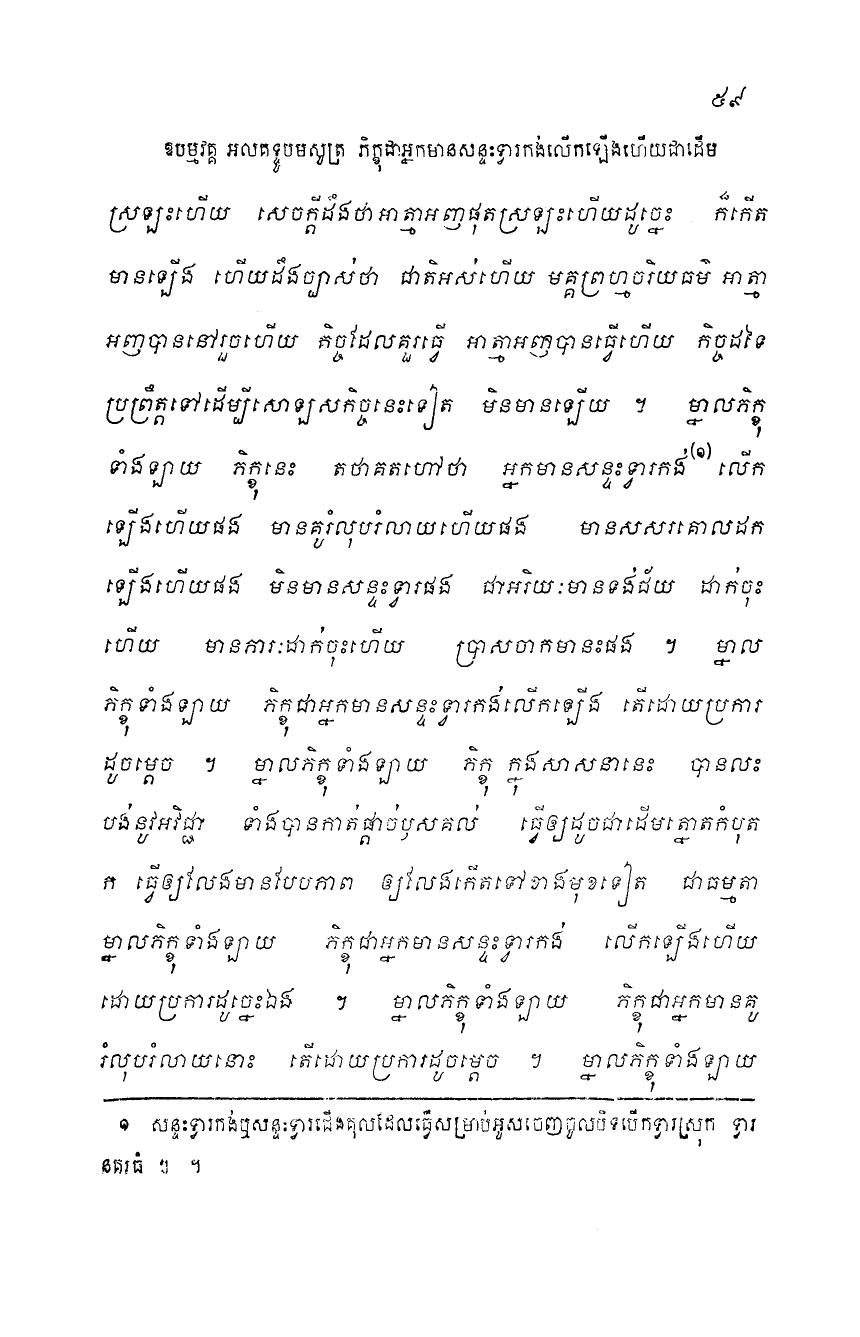 ៥៩
ឧបម្មវគ្គ អលគទ្ទូបមសូត្រ ភិក្ខុជាអ្នកមានសន្ទះទ្វារកង់លើកឡើងហើយជាដើម
ស្រឡះហើយ សេចក្តីដឹងថាអាត្មាអញផុតស្រឡះហើយដូច្នេះ ក៏កើត
មានឡើង ហើយដឹងច្បាស់ថា ជាតិអស់ហើយ មគ្គព្រហ្មចរិយធម៌ អាត្មា
អញបាននៅរួចហើយ កិច្ចដែលគួរធ្វើ អាត្មាអញបានធ្វើហើយ កិច្ចដទៃ
ប្រព្រឹត្តទៅដើម្បីសោឡសកិច្ចនេះទៀត មិនមានឡើយ ។ ម្នាលភិក្ខុ
ទាំងឡាយ ភិក្ខុនេះ តថាគតហៅថា អ្នកមានសន្ទះទ្វារកង់(១) លើក
ឡើងហើយផង មានគូរំលុបរំលាយហើយផង មានសសរគោលដក
ឡើងហើយផង មិនមានសន្ទះទ្វារផង ជាអរិយៈមានទង់ជ័យ ដាក់ចុះ
ហើយ មានភារៈដាក់ចុះហើយ ប្រាសចាកមានះផង ។ ម្នាល
ភិក្ខុទាំងឡាយ ភិក្ខុជាអ្នកមានសន្ទះទ្វារកង់លើកឡើង តើដោយប្រការ
ដូចម្តេច ។ ម្នាលភិក្ខុទាំងឡាយ ភិក្ខុ ក្នុងសាសនានេះ បានលះ
បង់នូវអវិជ្ជា ទាំងបានកាត់ផ្តាច់ឫសគល់ ធ្វើឲ្យដូចជាដើមត្នោតកំបុត
ក ធ្វើឲ្យលែងមានបែបភាព ឲ្យលែងកើតទៅខាងមុខទៀត ជាធម្មតា
ម្នាលភិក្ខុទាំងឡាយ ភិក្ខុជាអ្នកមានសន្ទះទ្វារកង់ លើកឡើងហើយ
ដោយប្រការដូច្នេះឯង ។ ម្នាលភិក្ខុទាំងឡាយ ភិក្ខុជាអ្នកមានគូ
រំលុបរំលាយនោះ តើដោយប្រការដូចម្តេច ។ ម្នាលភិក្ខុទាំងឡាយ
១ សន្ទះទ្វារកង់ឬសន្ទះទ្វារជើងគុលដែលធ្វើសម្រាប់អូសចេញចូលបិទបើកទ្វារស្រុក ទ្វារ
នគរធំ ៗ ។